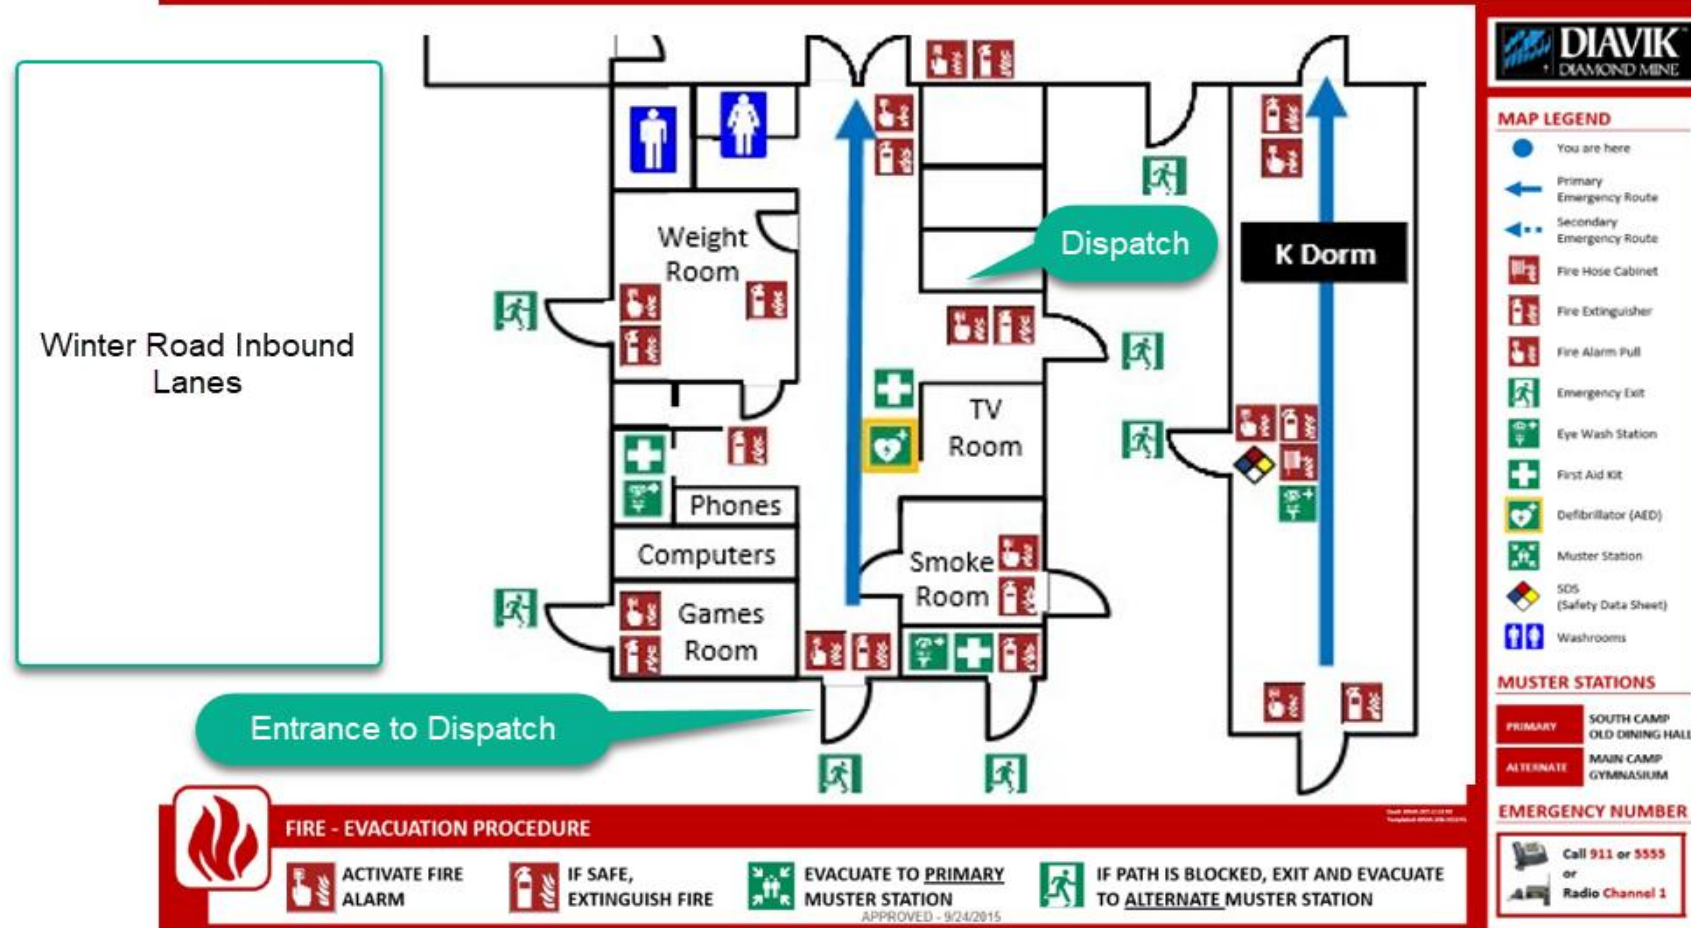 Winter Road Inbound
Lanes
Weight
Room
Dispatch
K Dorm
TV
Room
Phones
Computers
Smoke
Room
Games
Room
Entrance to Dispatch
DIAVIK
DIAMOND MINE
MAP LEGEND
You are here
Primary
Emergency Route
Secondary
Emergency Route
Fire Hose Cabinet
Fire Extinguisher
Fire Alarm Pull
Emergency Exit
Eye Wash Station
First Aid Kit
Defibrillator (AED)
Muster Station
SDS
(Safety Data Sheet)
Washrooms
MUSTER STATIONS
PRIMARY
SOUTH CAMP
OLD DINING HALL
ALTERNATE
MAIN CAMP
GYMNASIUM
EMERGENCY NUMBER
Call 911 or 5555
or
Radio Channel 1
FIRE - EVACUATION PROCEDURE
ACTIVATE FIRE
ALARM
IF SAFE,
EXTINGUISH FIRE
EVACUATE TO PRIMARY
MUSTER STATION
IF PATH IS BLOCKED, EXIT AND EVACUATE
TO ALTERNATE MUSTER STATION
APPROVED - 9/24/2015